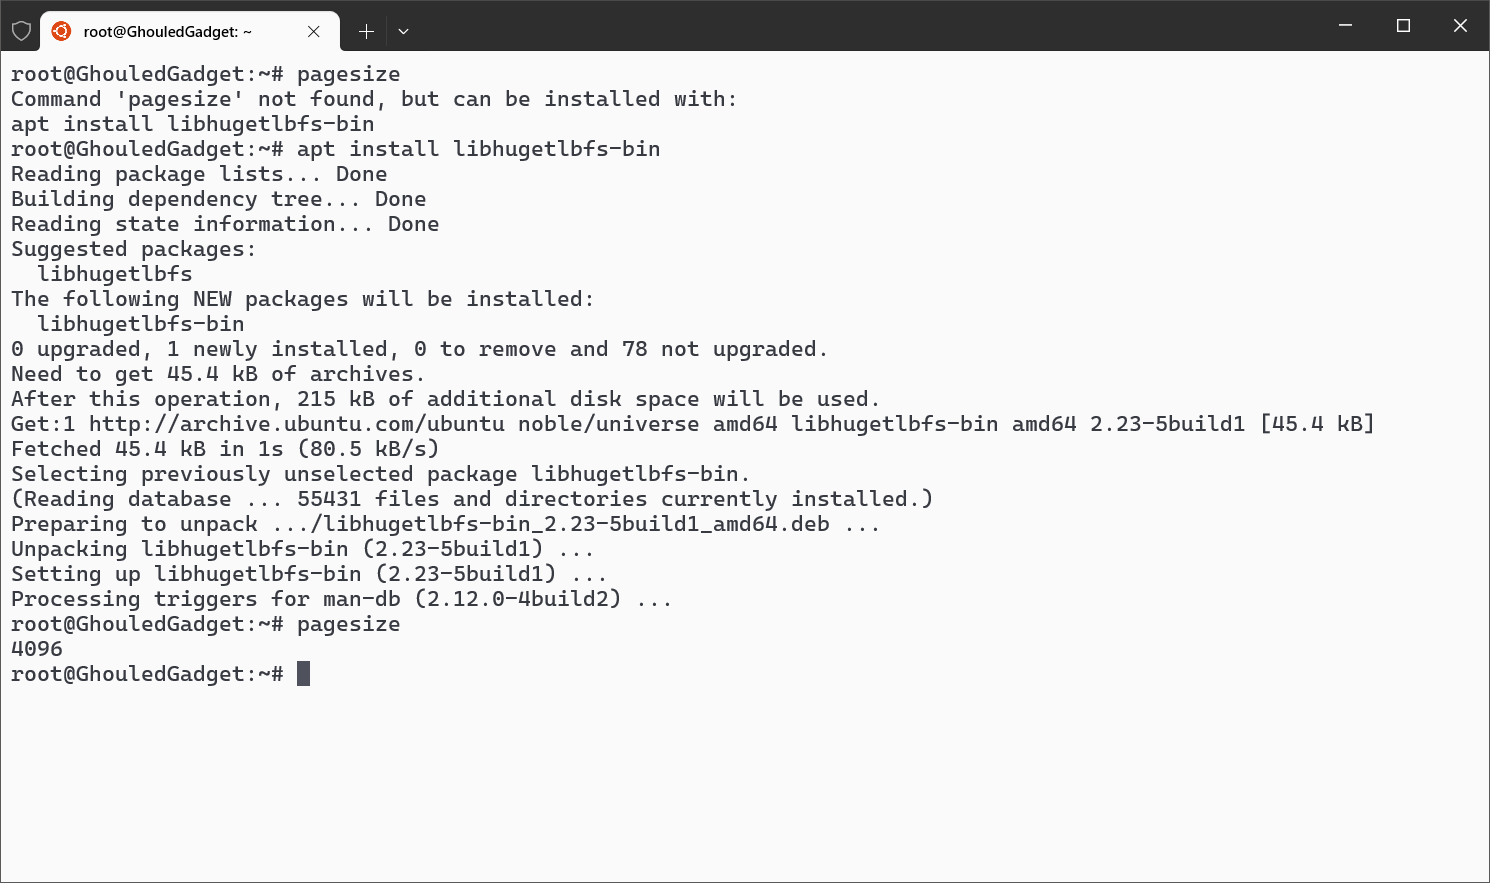 root@GhouledGadget: ~
root@GhouledGadget:~# pagesize
Command 'pagesize' not found, but can be installed with:
apt install libhugetlbfs-bin
root@GhouledGadget:~# apt install libhugetlbfs-bin
Reading package lists... Done
Building dependency tree... Done
Reading state information... Done
Suggested packages:
  libhugetlbfs
The following NEW packages will be installed:
  libhugetlbfs-bin
0 upgraded, 1 newly installed, 0 to remove and 78 not upgraded.
Need to get 45.4 kB of archives.
After this operation, 215 kB of additional disk space will be used.
Get:1 http://archive.ubuntu.com/ubuntu noble/universe amd64 libhugetlbfs-bin amd64 2.23-5build1 [45.4 kB]
Fetched 45.4 kB in 1s (80.5 kB/s)
Selecting previously unselected package libhugetlbfs-bin.
(Reading database ... 55431 files and directories currently installed.)
Preparing to unpack .../libhugetlbfs-bin_2.23-5build1_amd64.deb ...
Unpacking libhugetlbfs-bin (2.23-5build1) ...
Setting up libhugetlbfs-bin (2.23-5build1) ...
Processing triggers for man-db (2.12.0-4build2) ...
root@GhouledGadget:~# pagesize
4096
root@GhouledGadget:~#